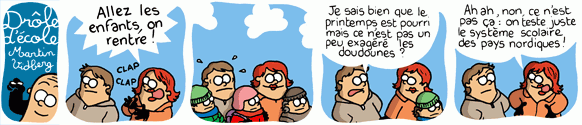 Drôle
d'école
Martin
Vidberg
Allez les
enfants, on
rentre !
CLAP
CLAP
Je sais bien que le
printemps est pourri
mais ce n'est pas un
peu exagéré les
doudounes ?
Ah ah, non, ce n'est
pas ça : on teste juste
le système scolaire
des pays nordiques !